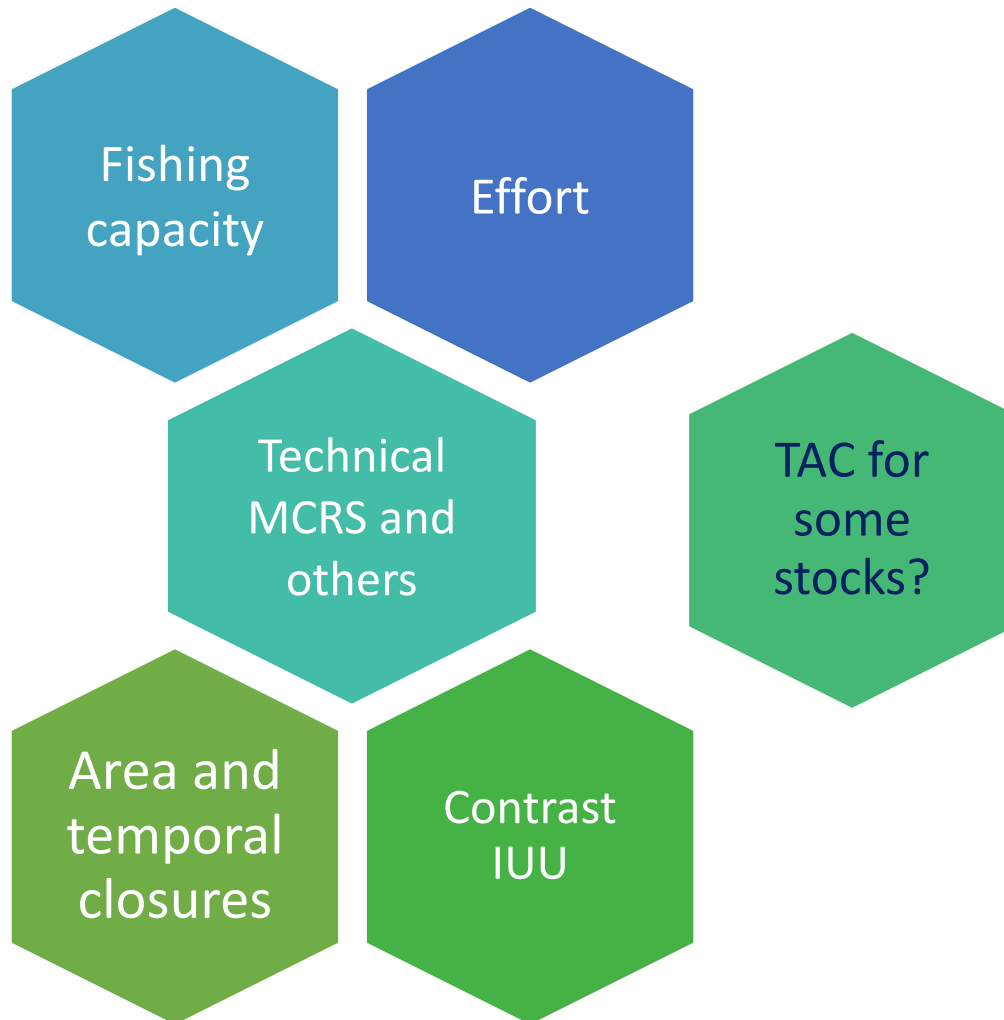 Fishing
capacity
Effort
Technical
MCRS and
others
TAC for
some
stocks?
Area and
temporal
closures
Contrast
IUU